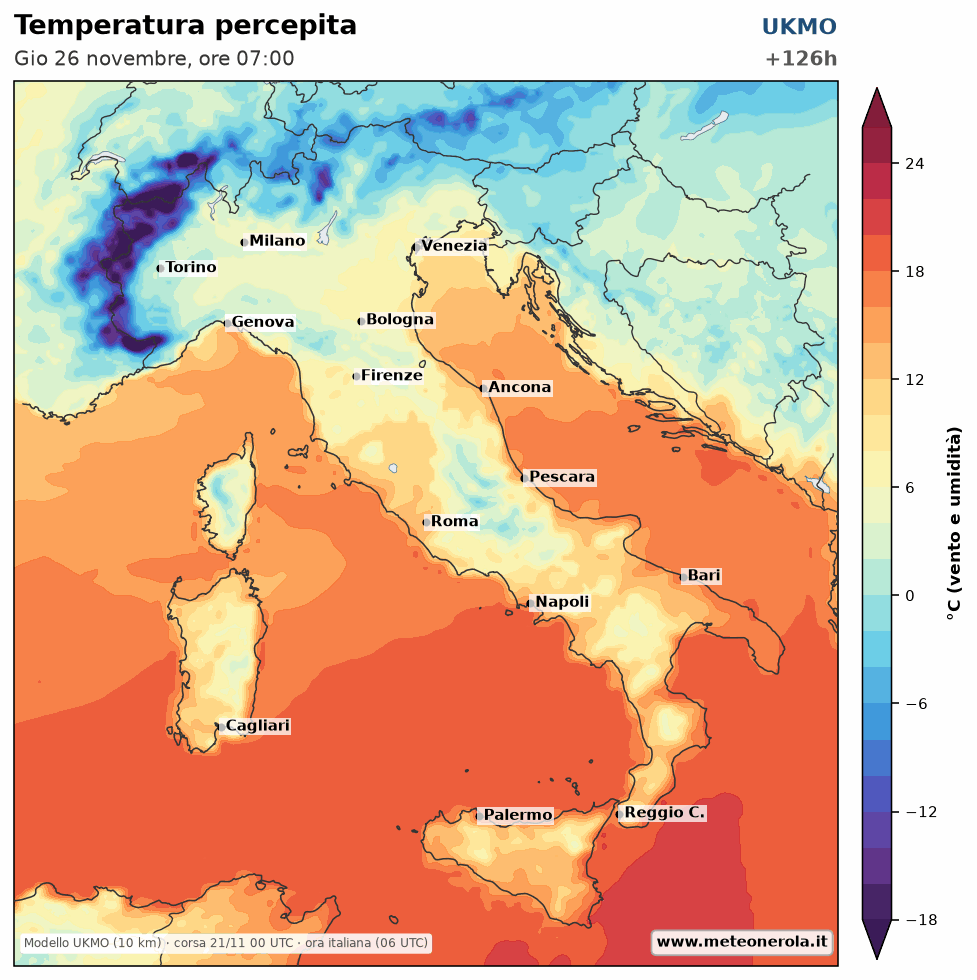 Temperatura percepita
UKMO
Gio 26 novembre, ore 07:00
+126h
Milano
Venezia
Torino
Genova
Bologna
Firenze
Ancona
Pescara
Roma
Bari
Napoli
Cagliari
Palermo
Reggio C.
24
18
12
6
0
−6
−12
−18
°C (vento e umidità)
Modello UKMO (10 km) · corsa 21/11 00 UTC · ora italiana (06 UTC)
www.meteonerola.it